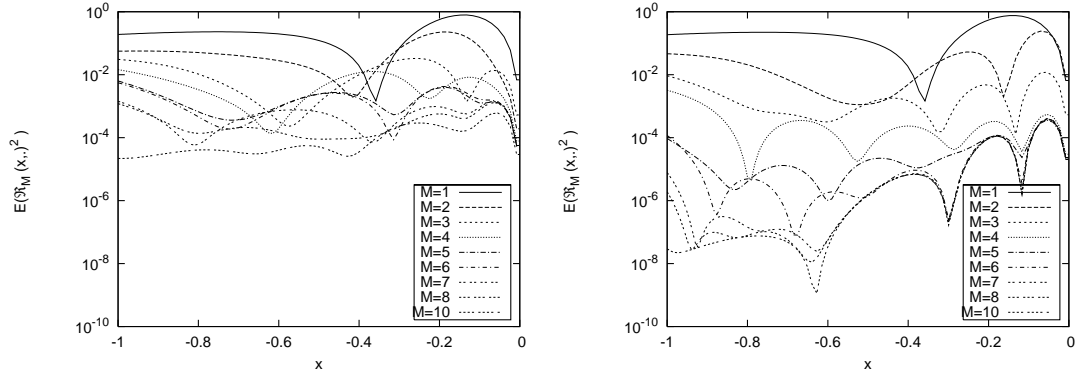 E(ℜ_M (x,.)^2)
10^0
10^-2
10^-4
10^-6
10^-8
10^-10
M=1
M=2
M=3
M=4
M=5
M=6
M=7
M=8
M=10
-1 -0.8 -0.6 -0.4 -0.2 0
x
E(ℜ_M (x,.)^2)
10^0
10^-2
10^-4
10^-6
10^-8
10^-10
M=1
M=2
M=3
M=4
M=5
M=6
M=7
M=8
M=10
-1 -0.8 -0.6 -0.4 -0.2 0
x